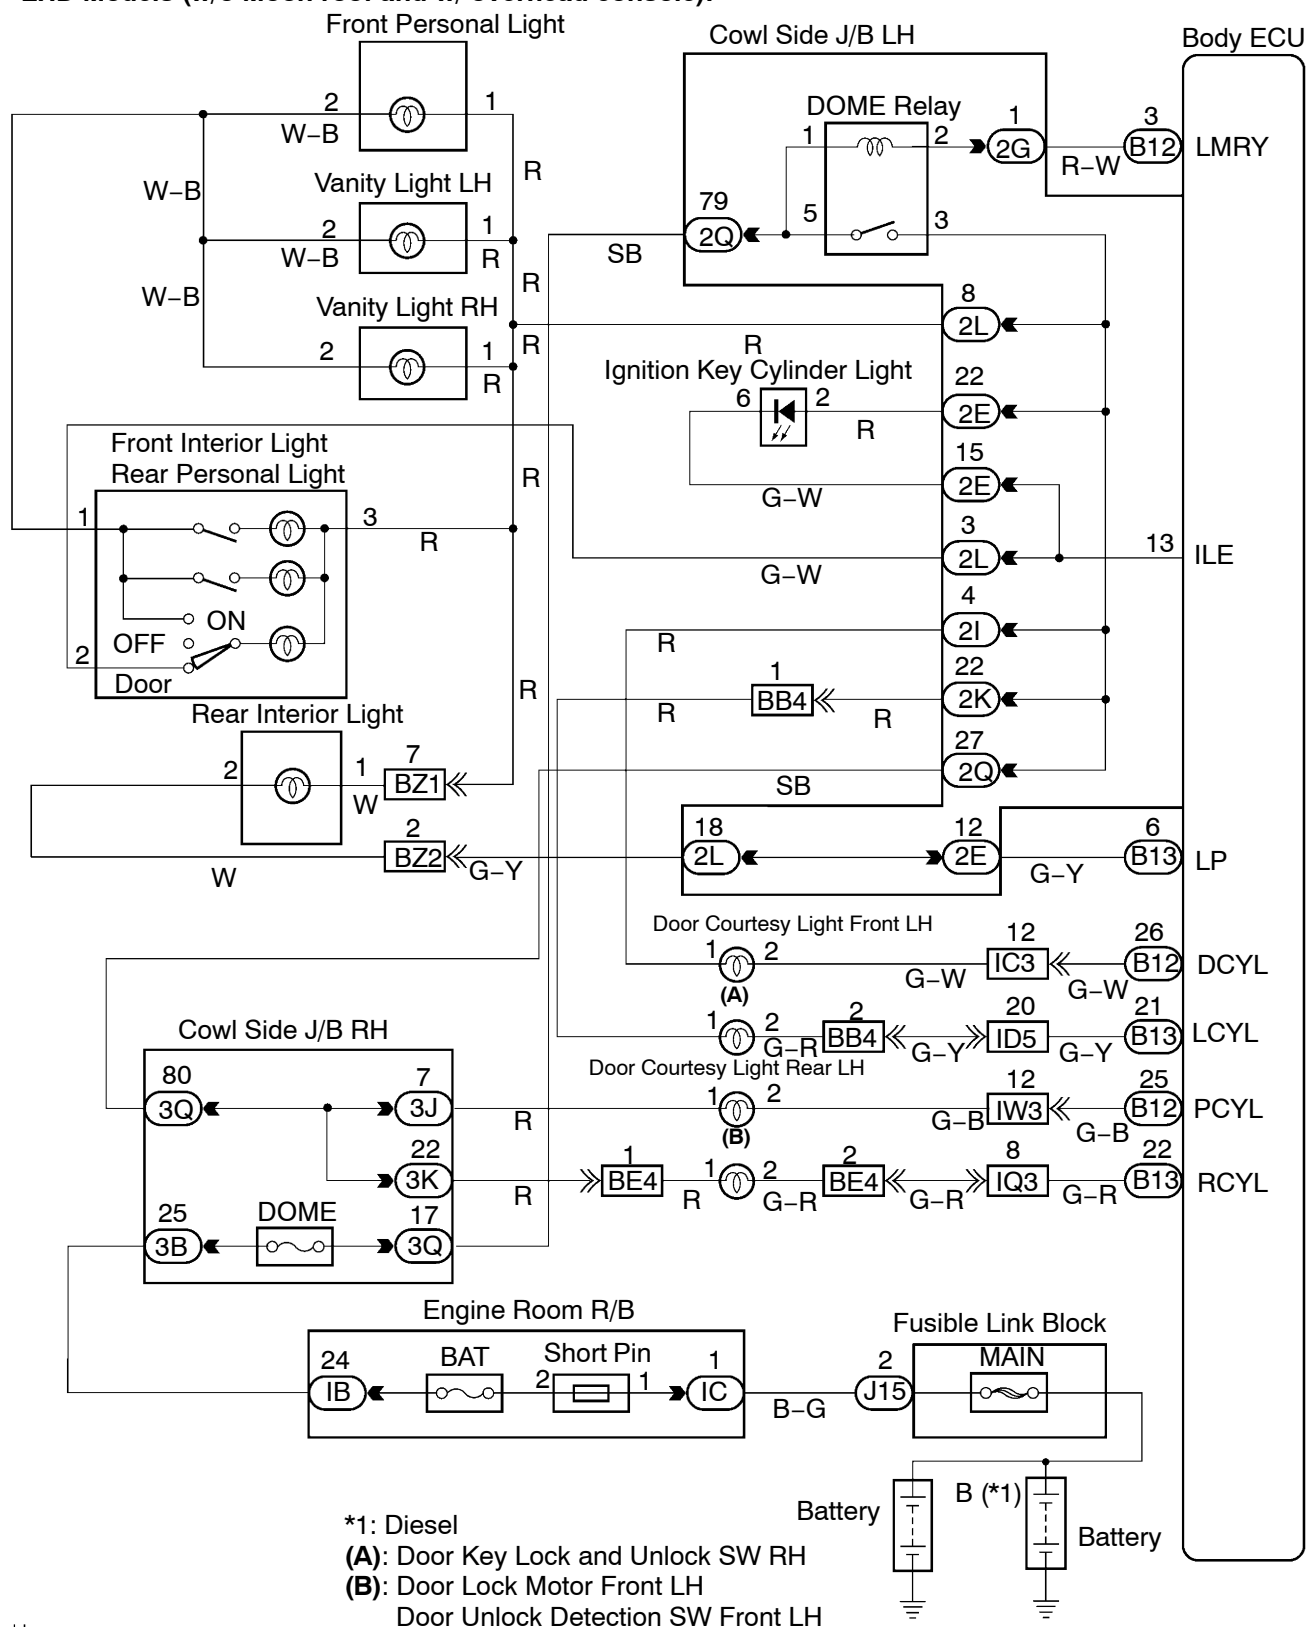 LHD Models (w/o Moon roof and w/ overhead console):
Front Personal Light
2
1
W–B
R
Vanity Light LH
W–B
2
1
W–B
R
R
W–B
Vanity Light RH
2
1
R
R
Cowl Side J/B LH
Body ECU
DOME Relay
1
2
1
2G
3
B12
R–W
LMRY
79
2Q
5
3
SB
8
2L
R
Ignition Key Cylinder Light
6
2
R
22
2E
15
2E
G–W
3
2L
G–W
13
ILE
4
2I
R
1
BB4
R
R
22
2K
27
2Q
SB
Front Interior Light
Rear Personal Light
1
3
R
R
ON
OFF
2
Door
R
Rear Interior Light
2
1
W
7
BZ1
2
BZ2
W
G–Y
18
2L
12
2E
G–Y
6
B13
LP
Door Courtesy Light Front LH
1
2
(A)
G–W
12
IC3
G–W
26
B12
DCYL
1
2
G–R
2
BB4
G–Y
20
ID5
G–Y
21
B13
LCYL
Door Courtesy Light Rear LH
Cowl Side J/B RH
80
3Q
7
3J
R
1
2
(B)
G–B
12
IW3
G–B
25
B12
PCYL
22
3K
R
1
BE4
R
1
2
G–R
2
BE4
G–R
8
IQ3
G–R
22
B13
RCYL
25
3B
DOME
17
3Q
Engine Room R/B
24
IB
BAT
Short Pin
2
1
1
IC
B–G
Fusible Link Block
2
J15
MAIN
Battery
B (*1)
Battery
*1: Diesel
(A): Door Key Lock and Unlock SW RH
(B): Door Lock Motor Front LH
Door Unlock Detection SW Front LH